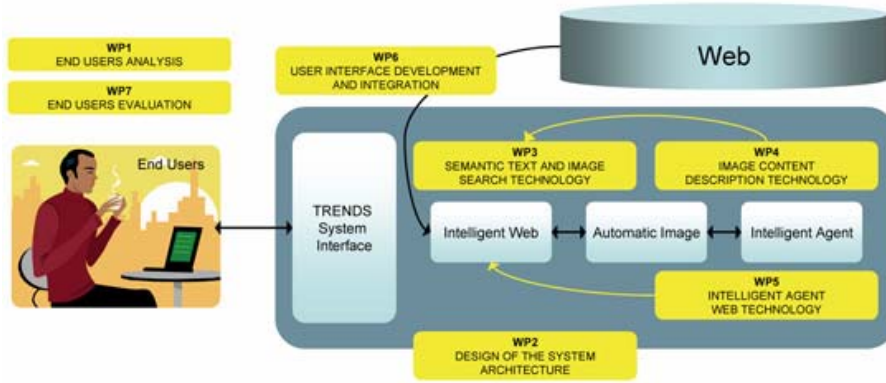 WP1
END USERS ANALYSIS
WP7
END USERS EVALUATION
WP6
USER INTERFACE DEVELOPMENT
AND INTEGRATION
Web
End Users
TRENDS
System
Interface
WP3
SEMANTIC TEXT AND IMAGE
SEARCH TECHNOLOGY
WP4
IMAGE CONTENT
DESCRIPTION TECHNOLOGY
Intelligent Web
Automatic Image
Intelligent Agent
WP5
INTELLIGENT AGENT
WEB TECHNOLOGY
WP2
DESIGN OF THE SYSTEM
ARCHITECTURE